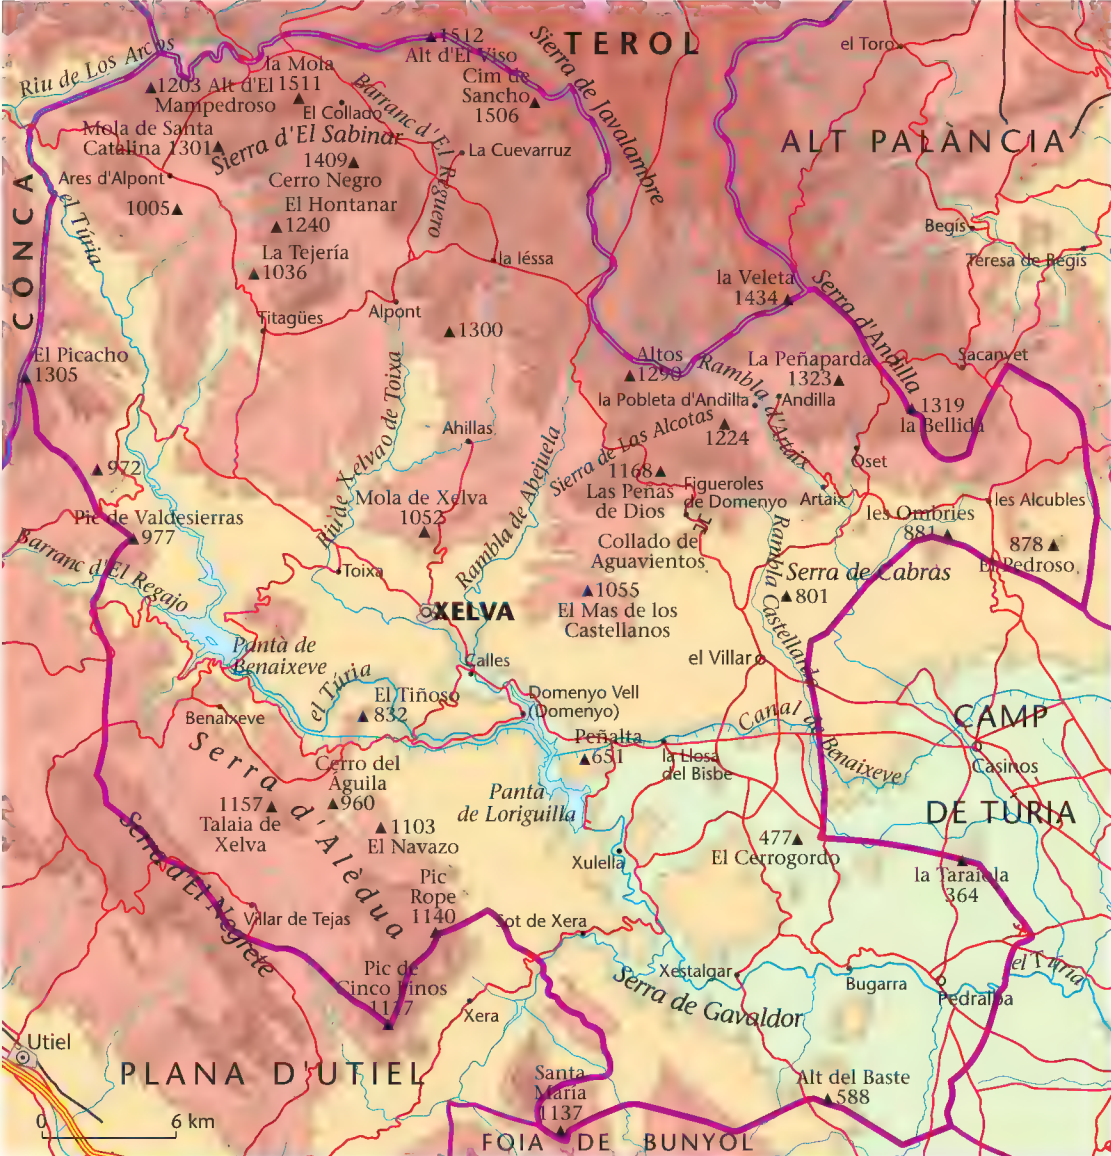 TEROL
ALT PALÀNCIA
CONCA
Riu de Los Arcos
1512
Alt d'El Viso
1203 Alt d'El
Mampedroso
la Mola
1511
Cim de
Sancho
1506
Sierra de Javalambre
el Toro
El Collado
Barranc d'El Reguero
Mola de Santa
Catalina 1301
Sierra d'El Sabinar
1409
Cerro Negro
La Cuevarruz
Ares d'Alpont
1005
El Hontanar
1240
el Túria
La Tejería
1036
la Iéssa
Begís
Teresa de Begís
Titagües
Alpont
1300
la Veleta
1434
Serra d'Andilla
El Picacho
1305
Altos
1290
Rambla d'Artaix
La Peñaparda
1323
Sacanyet
la Pobleta d'Andilla
Andilla
1319
la Bellida
1224
Sierra de Las Alcotas
Riu de Xelva o de Toixa
Ahillas
Rambla de Abejuela
972
1168
Las Peñas
de Dios
Figueroles
de Domenyo
Oset
Artaix
Mola de Xelva
1052
Pic de Valdesierras
977
les Ombries
881
les Alcubles
878
El Pedroso
Collado de
Aguavientos
Barranc d'El Regajo
Toixa
Serra de Cabras
801
1055
El Mas de los
Castellanos
Rambla Castellarda
XELVA
Pantà de
Benaixeve
el Villar
Calles
el Túria
El Tiñoso
832
Domenyo Vell
(Domenyo)
Benaixeve
Canal de Benaixeve
CAMP
DE TÚRIA
Casinos
Peñalta
651
la Llosa
del Bisbe
Serra d'Alèdua
Cerro del
Águila
960
1157
Talaia de
Xelva
1103
El Navazo
Panta
de Loriguilla
477
El Cerrogordo
Xulella
la Taraiola
364
Serra d'El Negrete
Pic
Rope
1140
Villar de Tejas
Sot de Xera
Pic de
Cinco Pinos
1117
Xestalgar
Bugarra
Pedralba
el Túria
Serra de Gavaldor
Xera
Utiel
PLANA D'UTIEL
Santa
Maria
1137
Alt del Baste
588
0 6 km
FOIA DE BUNYOL